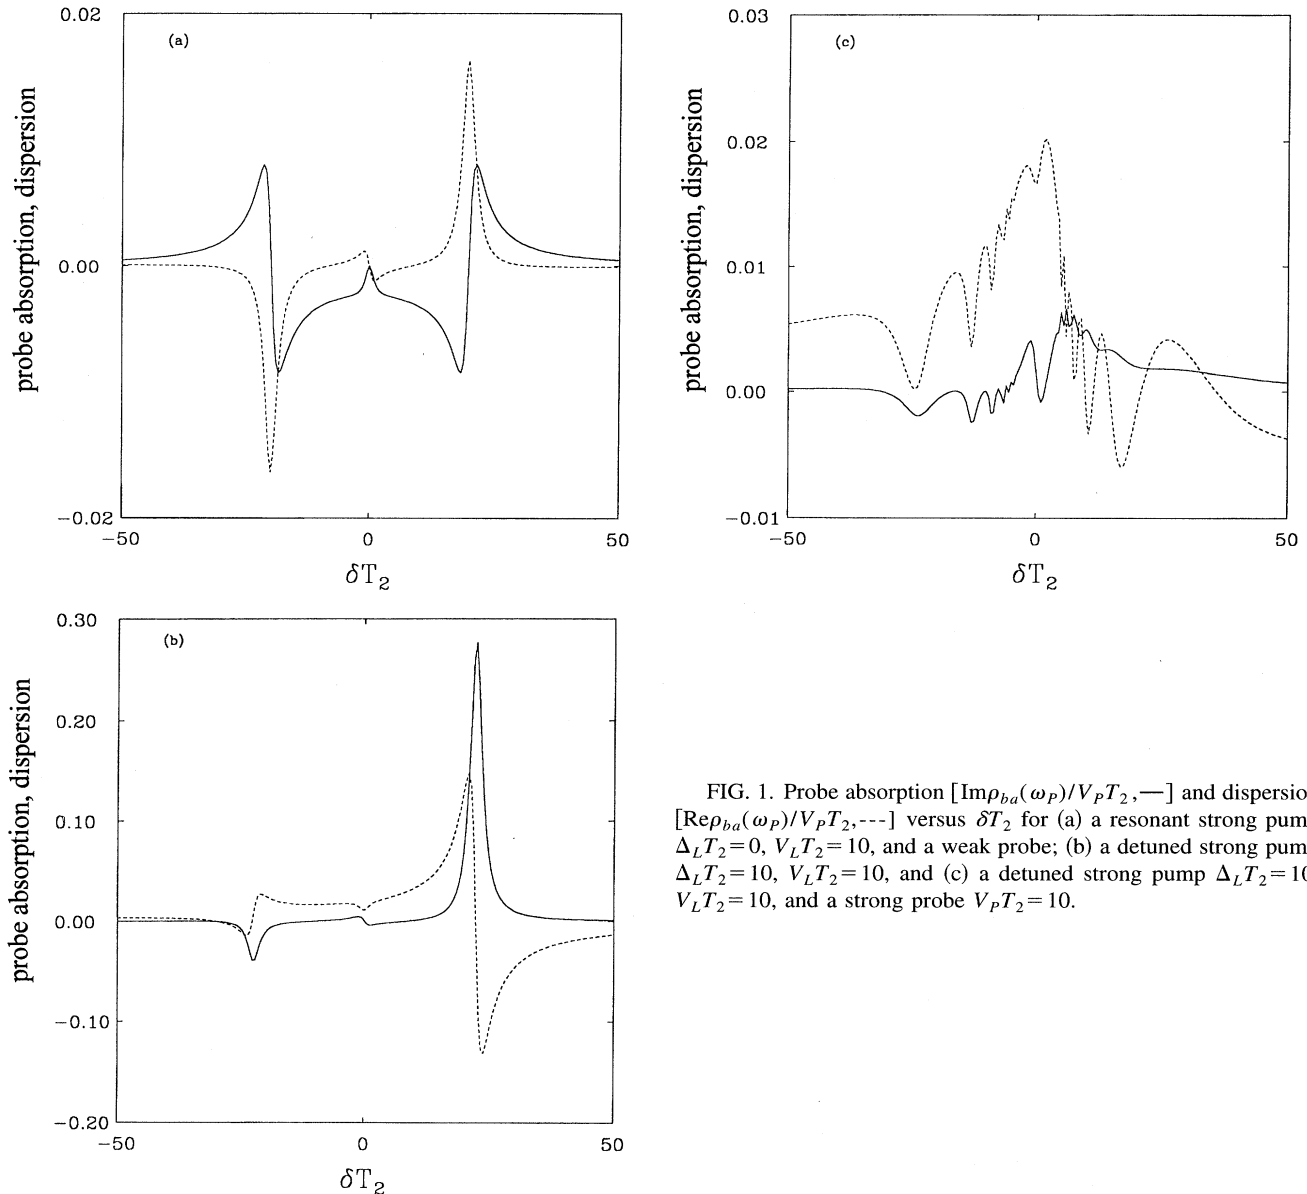 0.02
(a)
0.00
−0.02
−50
0
50
δT₂
probe absorption, dispersion
0.03
(c)
0.02
0.01
0.00
−0.01
−50
0
50
δT₂
probe absorption, dispersion
0.30
(b)
0.20
0.10
0.00
−0.10
−0.20
−50
0
50
δT₂
probe absorption, dispersion
FIG. 1. Probe absorption [Imρ_ba(ω_P)/V_PT₂,—] and dispersio
[Reρ_ba(ω_P)/V_PT₂,---] versus δT₂ for (a) a resonant strong pum
Δ_LT₂=0, V_LT₂=10, and a weak probe; (b) a detuned strong pum
Δ_LT₂=10, V_LT₂=10, and (c) a detuned strong pump Δ_LT₂=1
V_LT₂=10, and a strong probe V_PT₂=10.